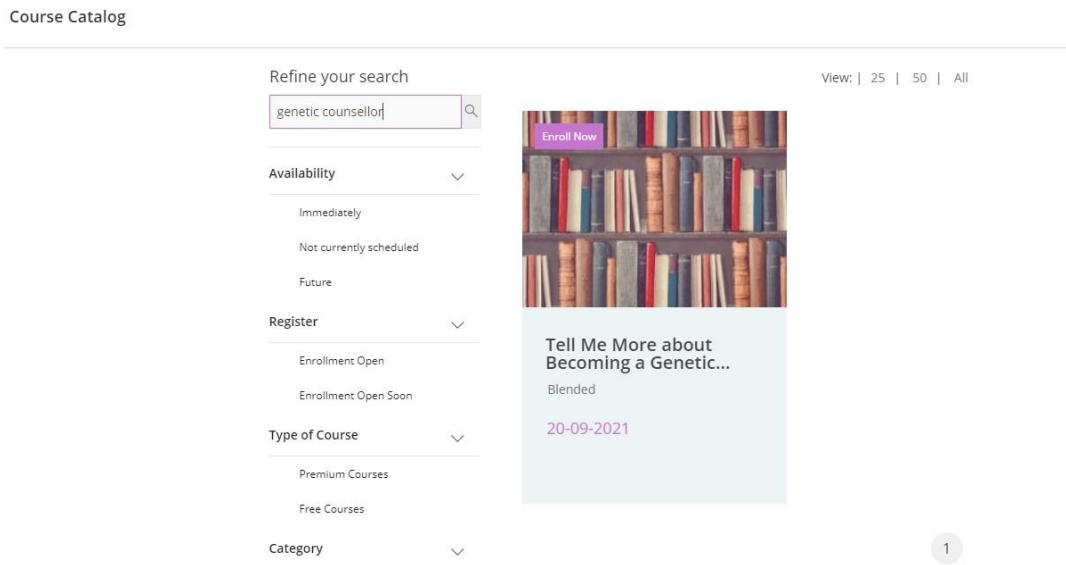 Course Catalog
Refine your search
View: | 25 | 50 | All
genetic counsellor
Availability
Immediately
Not currently scheduled
Future
Register
Enrollment Open
Enrollment Open Soon
Type of Course
Premium Courses
Free Courses
Category
Enroll Now
Tell Me More about
Becoming a Genetic...
Blended
20-09-2021
1